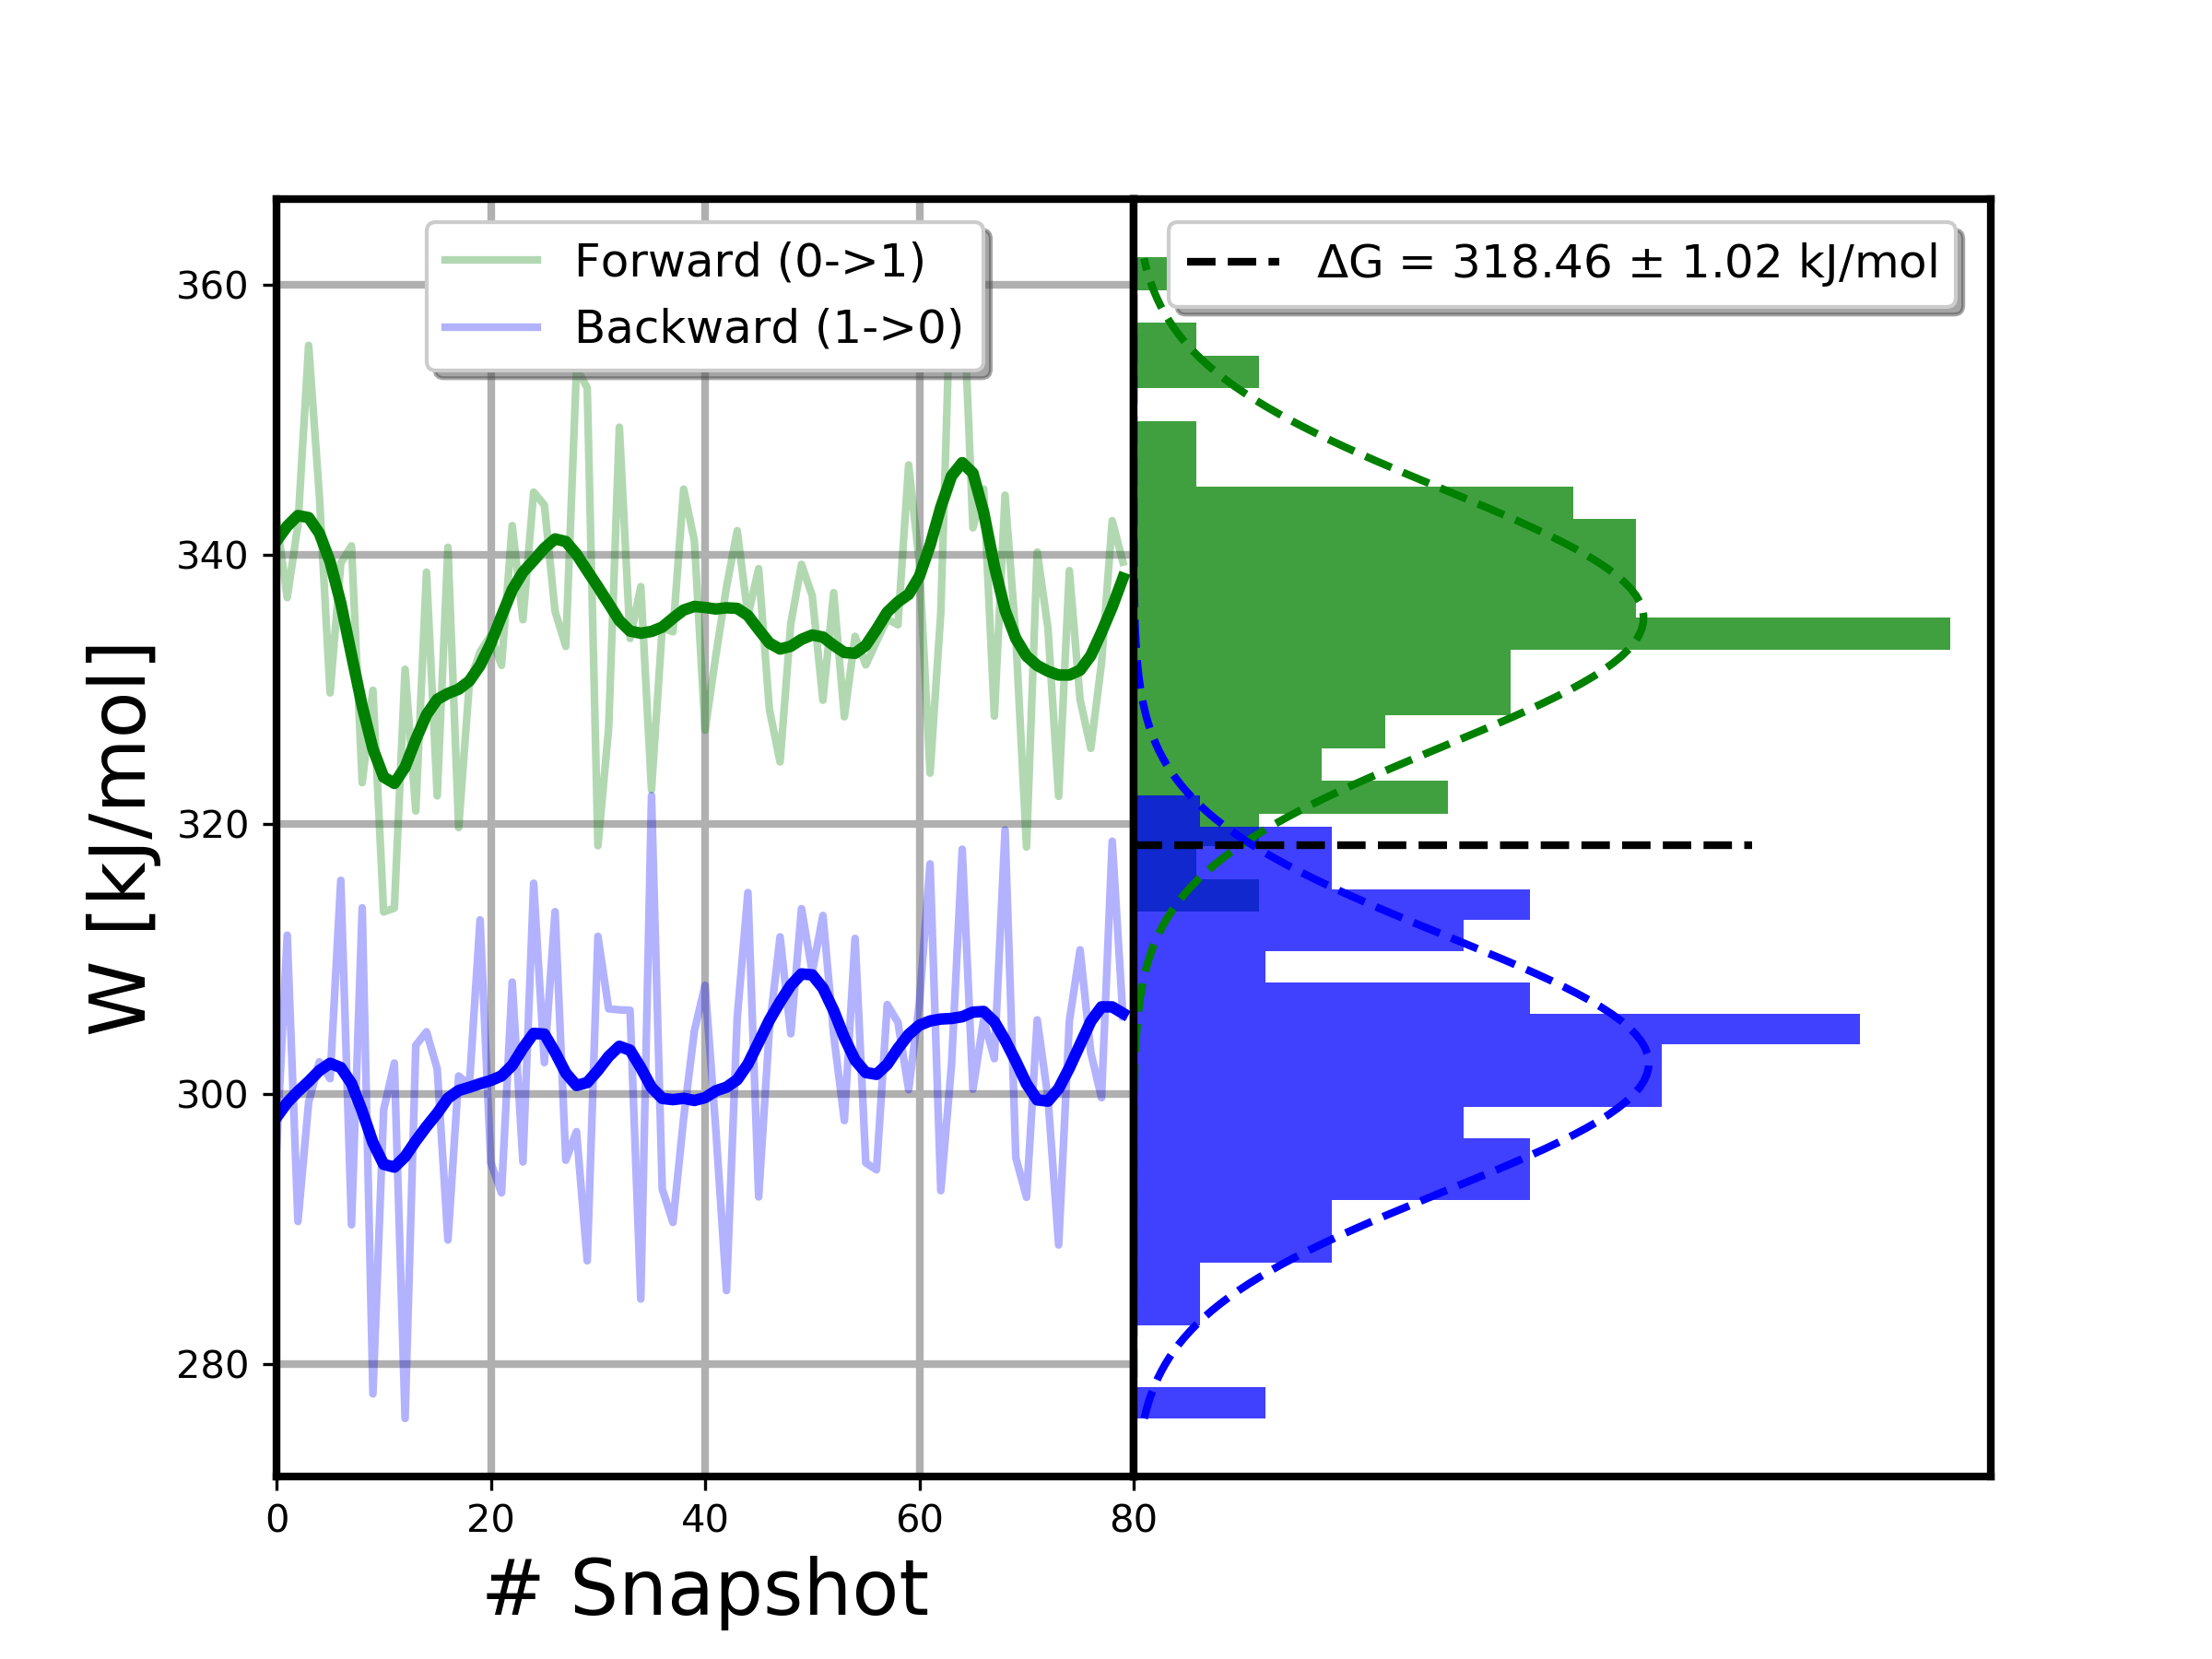 Forward (0->1)
Backward (1->0)
ΔG = 318.46 ± 1.02 kJ/mol
W [kJ/mol]
360
340
320
300
280
0 20 40 60 80
# Snapshot